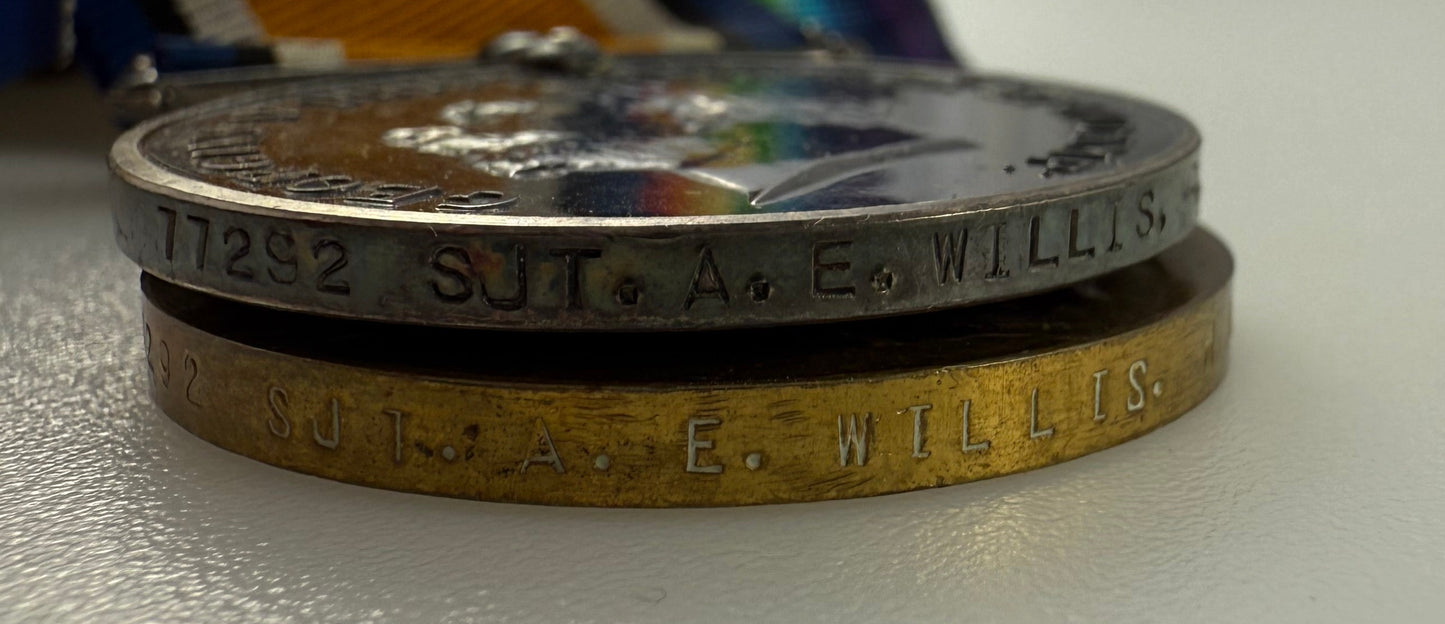 77292 SJT. A. E. WILLIS.
292 SJT. A. E. WILLIS.